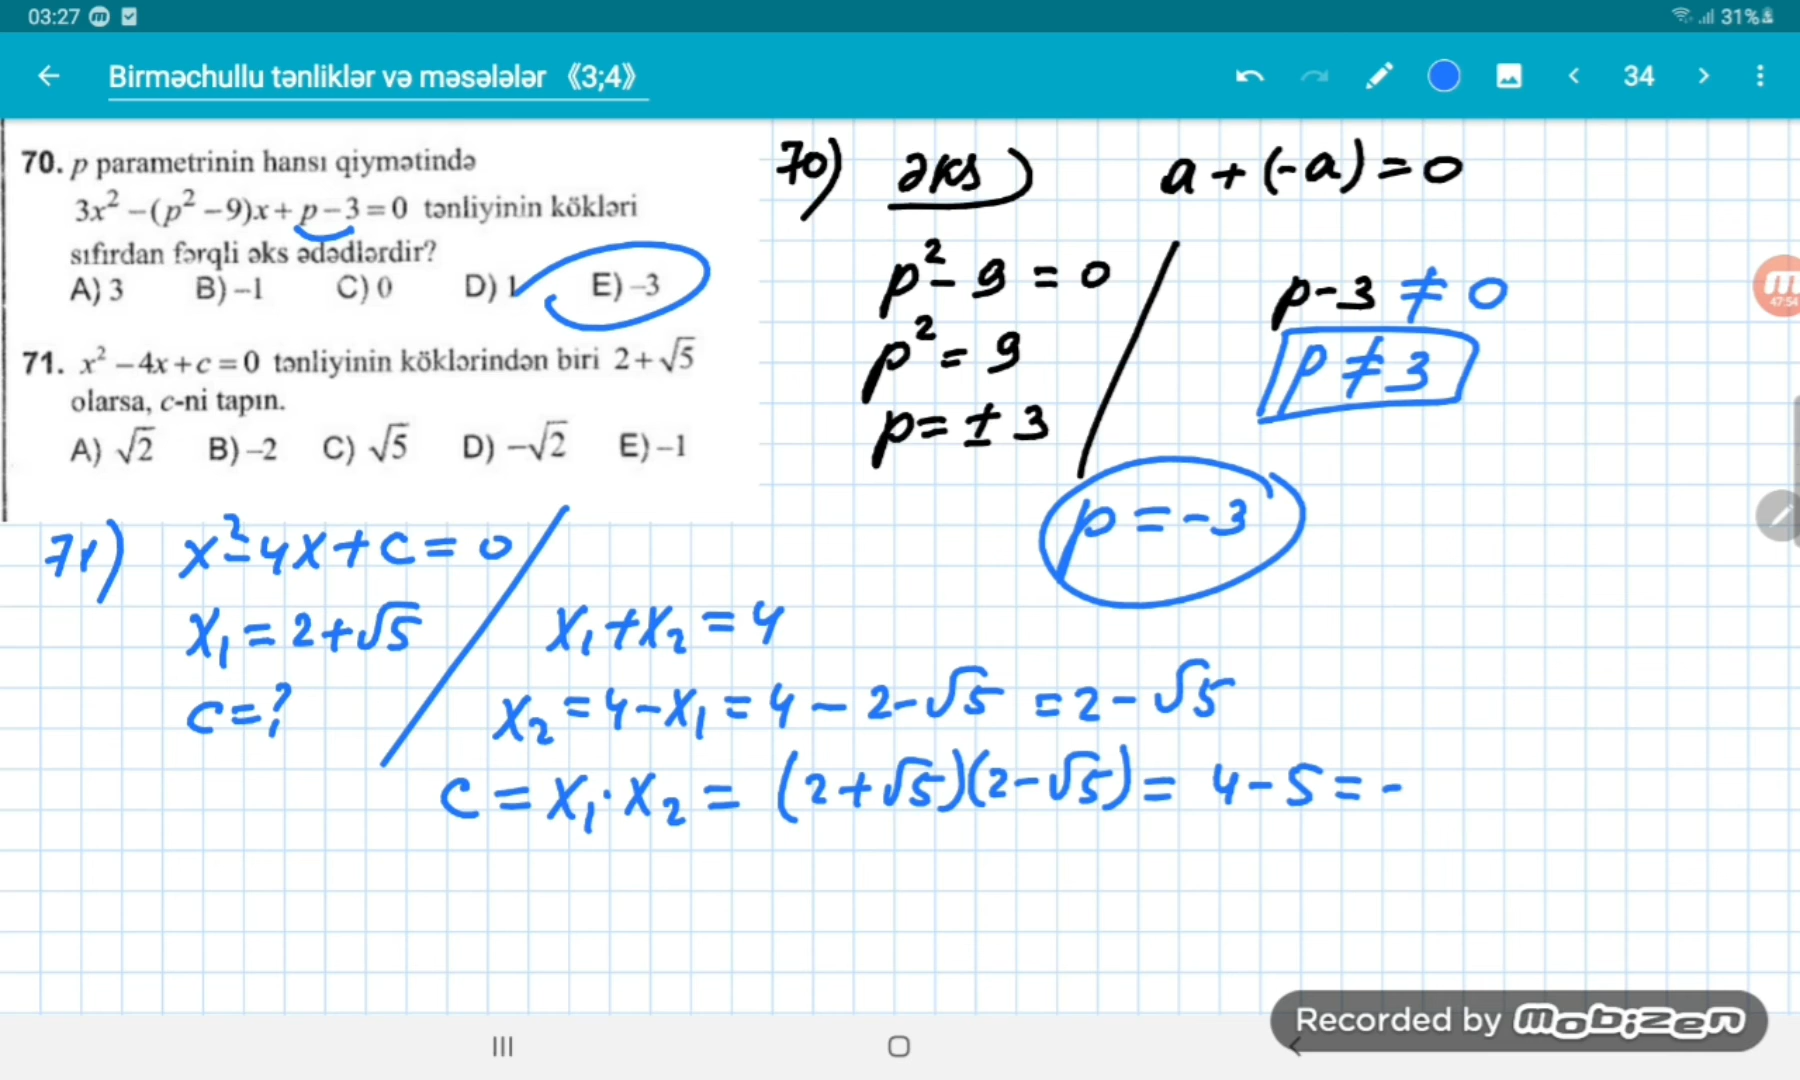 03:27
31%
Birməchullu tənliklər və məsələlər 《3;4》
34
70. p parametrinin hansı qiymətində
3x² − (p² − 9)x + p − 3 = 0 tənliyinin kökləri
sıfırdan fərqli əks ədədlərdir?
A) 3 B) −1 C) 0 D) 1 E) −3
71. x² − 4x + c = 0 tənliyinin köklərindən biri 2 + √5
olarsa, c-ni tapın.
A) √2 B) −2 C) √5 D) −√2 E) −1
70) əks) a + (-a) = 0
p² - 9 = 0
p² = 9
p = ± 3
p - 3 ≠ 0
p ≠ 3
p = -3
47:54
71) x² - 4x + c = 0
x₁ = 2 + √5
c = ?
x₁ + x₂ = 4
x₂ = 4 - x₁ = 4 - 2 - √5 = 2 - √5
c = x₁ · x₂ = (2 + √5)(2 - √5) = 4 - 5 = -
Recorded by mobizen